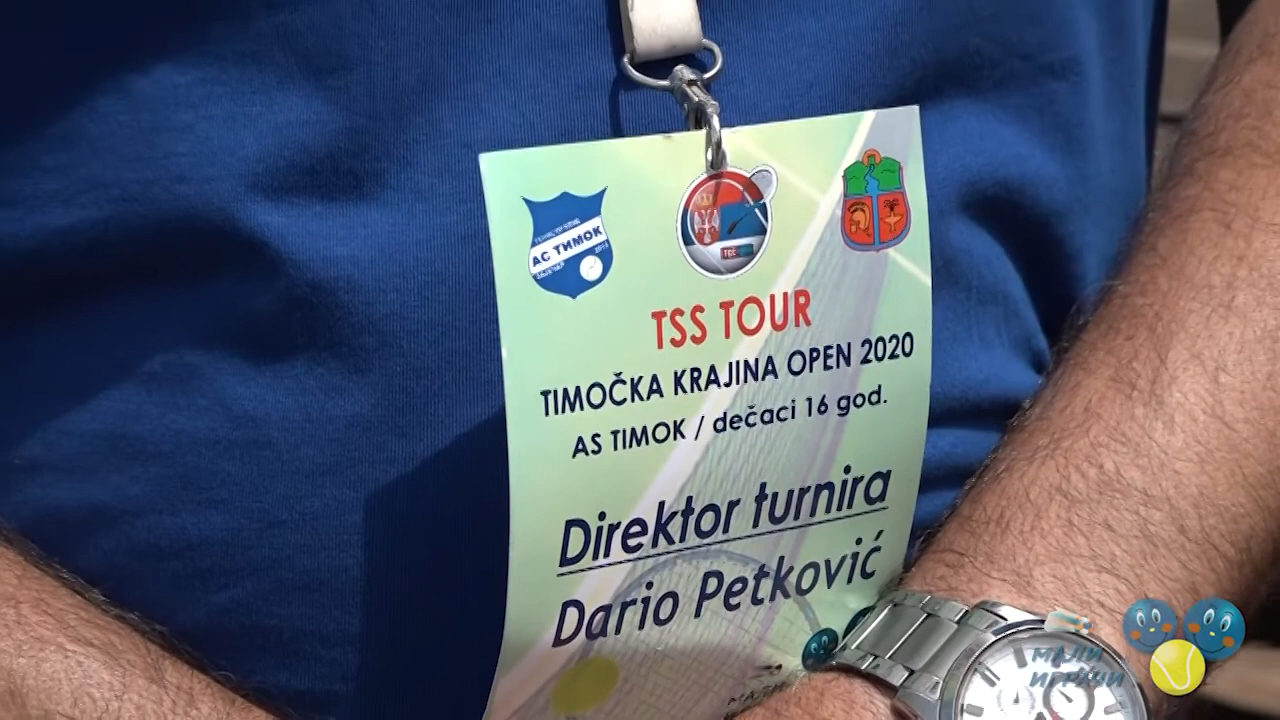 АС ТИМОК
TSS TOUR
TIMOČKA KRAJINA OPEN 2020
AS TIMOK / dečaci 16 god.
Direktor turnira
Dario Petković
МАЛИ
ИГРАЧИ